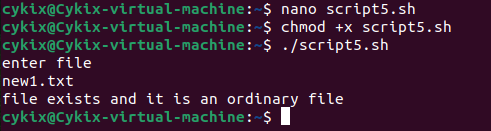 cykix@Cykix-virtual-machine:~$ nano script5.sh
cykix@Cykix-virtual-machine:~$ chmod +x script5.sh
cykix@Cykix-virtual-machine:~$ ./script5.sh
enter file
new1.txt
file exists and it is an ordinary file
cykix@Cykix-virtual-machine:~$